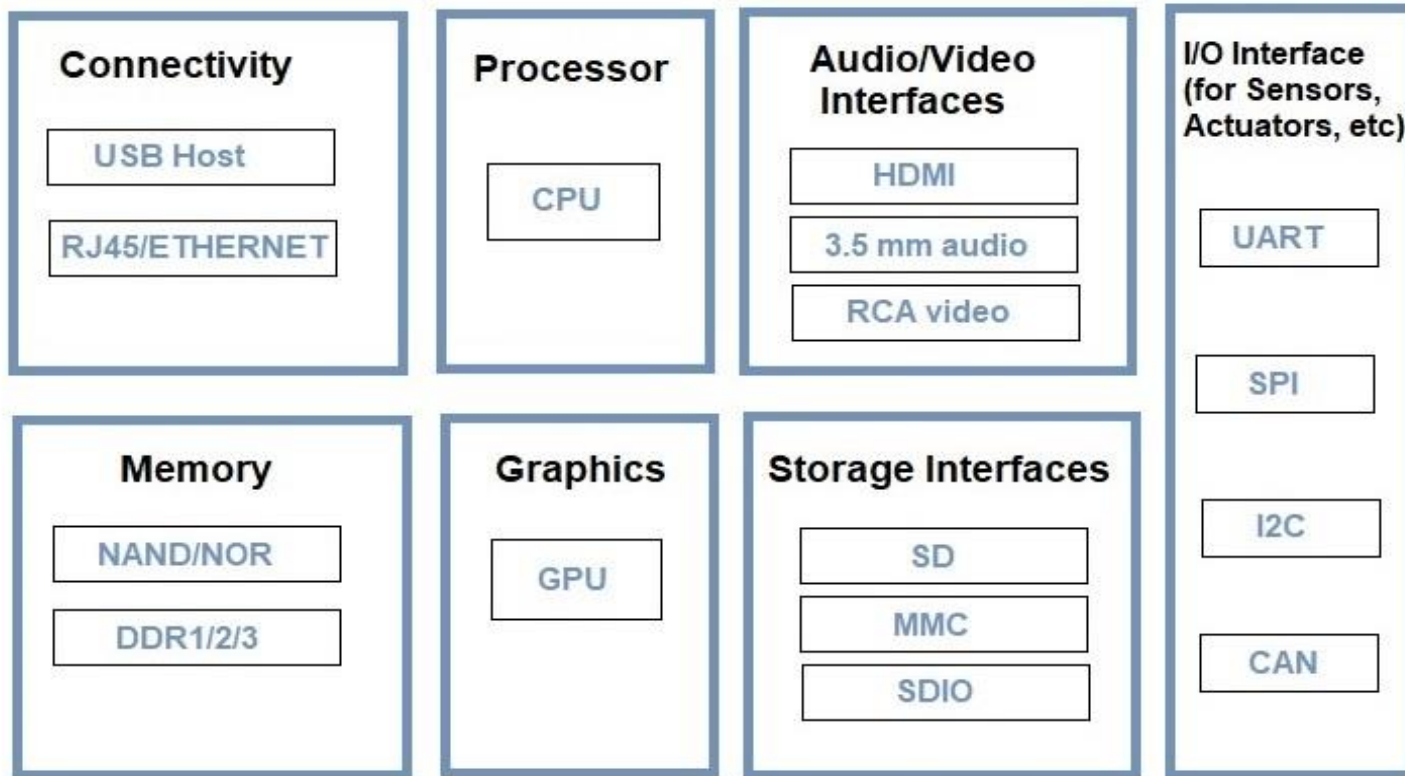 Connectivity
USB Host
RJ45/ETHERNET
Processor
CPU
Audio/Video
Interfaces
HDMI
3.5 mm audio
RCA video
I/O Interface
(for Sensors,
Actuators, etc)
UART
SPI
I2C
CAN
Memory
NAND/NOR
DDR1/2/3
Graphics
GPU
Storage Interfaces
SD
MMC
SDIO